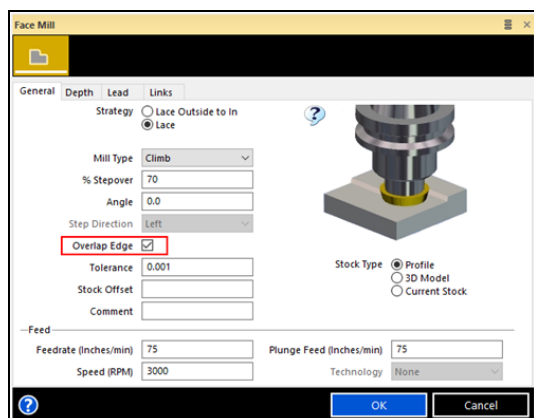 Face Mill
General Depth Lead Links
Strategy Lace Outside to In
Lace
Mill Type Climb
% Stepover 70
Angle 0.0
Step Direction Left
Overlap Edge
Tolerance 0.001
Stock Type Profile
3D Model
Current Stock
Stock Offset
Comment
Feed
Feedrate (Inches/min) 75 Plunge Feed (Inches/min) 75
Speed (RPM) 3000 Technology None
? OK Cancel